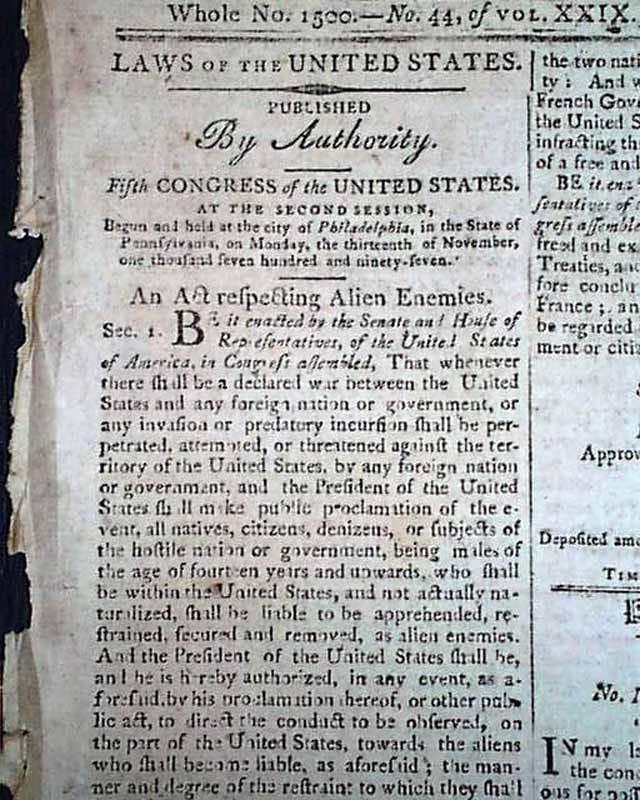 Whole No. 1500.—No. 44, of VOL. XXIX.
LAWS OF THE UNITED STATES.
PUBLISHED
By Authority.
Fifth CONGRESS of the UNITED STATES.
AT THE SECOND SESSION,
Begun and held at the city of Philadelphia, in the State of
Pennſylvania, on Monday, the thirteenth of November,
one thouſand ſeven hundred and ninety-ſeven.
An Act reſpecting Alien Enemies.
Sec. 1. BE it enacted by the Senate and Houſe of
Repreſentatives, of the United States
of America, in Congreſs aſſembled, That whenever
there ſhall be a declared war between the United
States and any foreign nation or government, or
any invaſion or predatory incurſion ſhall be per-
petrated, attempted, or threatened againſt the ter-
ritory of the United States, by any foreign nation
or government, and the Preſident of the United
States ſhall make public proclamation of the e-
vent, all natives, citizens, denizens, or ſubjects of
the hoſtile nation or government, being males of
the age of fourteen years and upwards, who ſhall
be within the United States, and not actually na-
turalized, ſhall be liable to be apprehended, re-
ſtrained, ſecured and removed, as alien enemies.
And the Preſident of the United States ſhall be,
and he is hereby authorized, in any event, as a-
foreſaid, by his proclamation thereof, or other pub-
lic act, to direct the conduct to be obſerved, on
the part of the United States, towards the aliens
who ſhall become liable, as aforeſaid; the man-
ner and degree of the reſtraint to which they ſhall
the two nati
ty: And w
French Gov
the United S
infracting th
of a free and
BE it ena
ſentatives of t
greſs aſſemble
freed and ex
Treaties, a
fore conclu
France; an
be regarded
ment or citi
Approv
Depoſited amo
TIM
No. 1
IN my l
the con
ous for poſſ